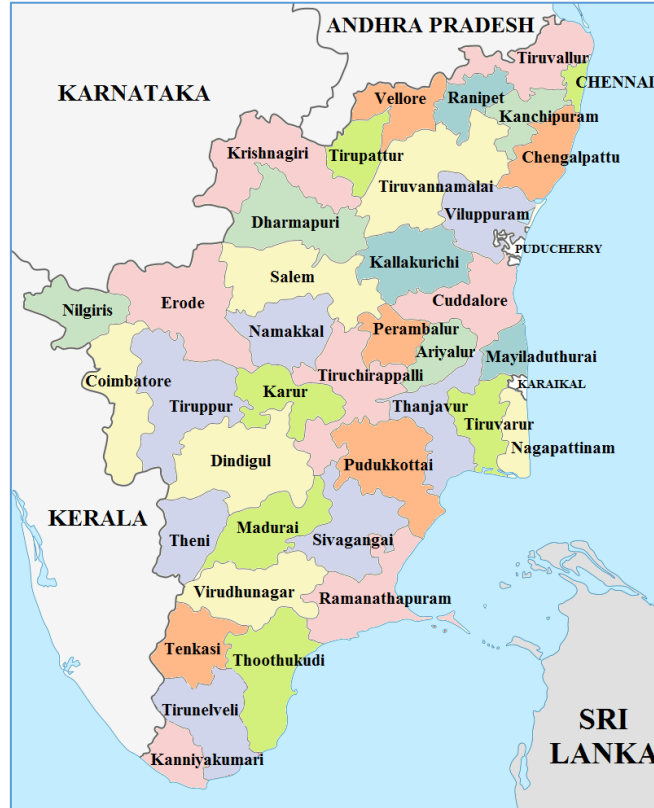 ANDHRA PRADESH
KARNATAKA
Tiruvallur
CHENNAI
Vellore
Ranipet
Kanchipuram
Krishnagiri
Tirupattur
Chengalpattu
Tiruvannamalai
Viluppuram
Dharmapuri
PUDUCHERRY
Kallakurichi
Salem
Nilgiris
Erode
Cuddalore
Namakkal
Perambalur
Ariyalur
Mayiladuthurai
Coimbatore
Tiruchirappalli
KARAIKAL
Karur
Tiruppur
Thanjavur
Tiruvarur
Nagapattinam
Dindigul
Pudukkottai
KERALA
Madurai
Theni
Sivagangai
Virudhunagar
Ramanathapuram
Tenkasi
Thoothukudi
Tirunelveli
SRI
LANKA
Kanniyakumari